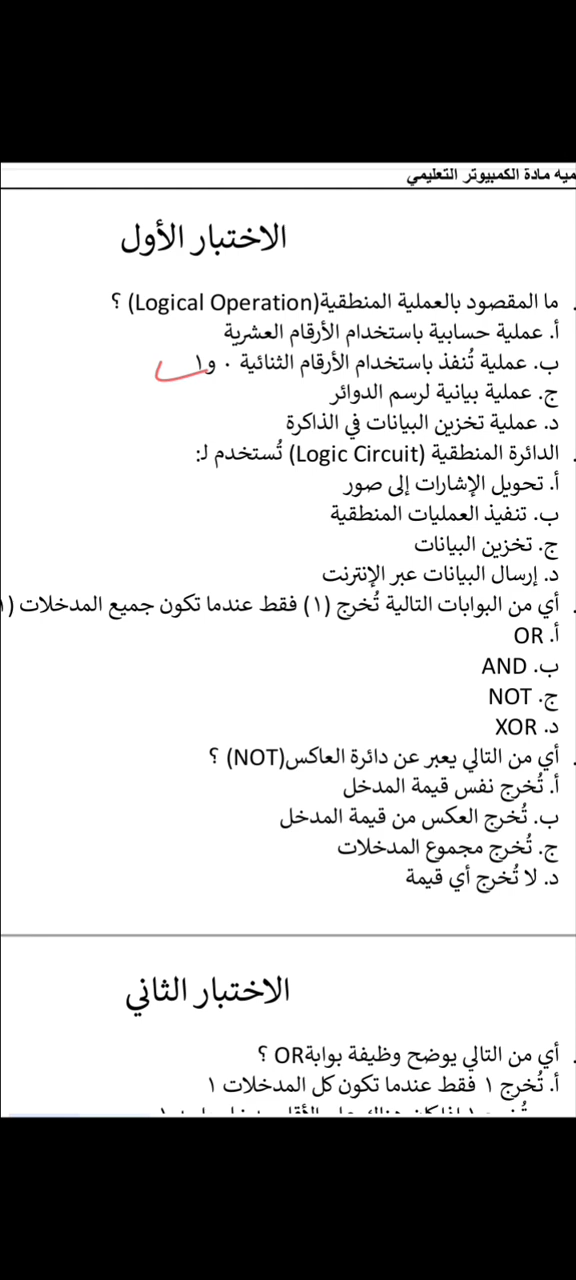 ميه مادة الكمبيوتر التعليمي
الاختبار الأول
. ما المقصود بالعملية المنطقية(Logical Operation) ؟
أ. عملية حسابية باستخدام الأرقام العشرية
ب. عملية تُنفذ باستخدام الأرقام الثنائية ٠ و١
ج. عملية بيانية لرسم الدوائر
د. عملية تخزين البيانات في الذاكرة
. الدائرة المنطقية (Logic Circuit) تُستخدم لـ:
أ. تحويل الإشارات إلى صور
ب. تنفيذ العمليات المنطقية
ج. تخزين البيانات
د. إرسال البيانات عبر الإنترنت
. أي من البوابات التالية تُخرج (١) فقط عندما تكون جميع المدخلات (١)
أ. OR
ب. AND
ج. NOT
د. XOR
. أي من التالي يعبر عن دائرة العاكس(NOT) ؟
أ. تُخرج نفس قيمة المدخل
ب. تُخرج العكس من قيمة المدخل
ج. تُخرج مجموع المدخلات
د. لا تُخرج أي قيمة
الاختبار الثاني
. أي من التالي يوضح وظيفة بوابةOR ؟
أ. تُخرج ١ فقط عندما تكون كل المدخلات ١